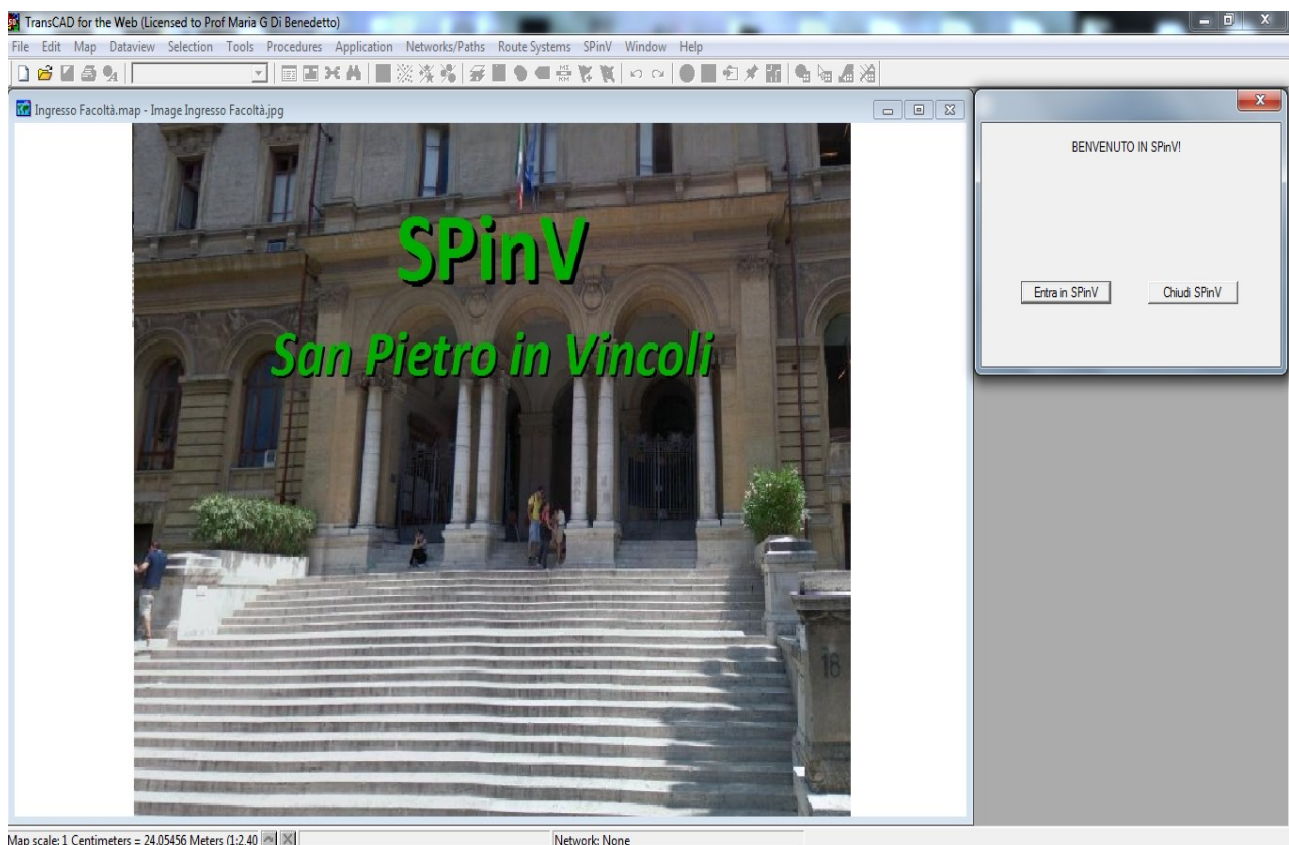 TransCAD for the Web (Licensed to Prof Maria G Di Benedetto)
File Edit Map Dataview Selection Tools Procedures Application Networks/Paths Route Systems SPinV Window Help
Ingresso Facoltà.map - Image Ingresso Facoltà.jpg
SPinV
San Pietro in Vincoli
18
BENVENUTO IN SPinV!
Entra in SPinV Chiudi SPinV
Map scale: 1 Centimeters = 24.05456 Meters (1:2,40
Network: None